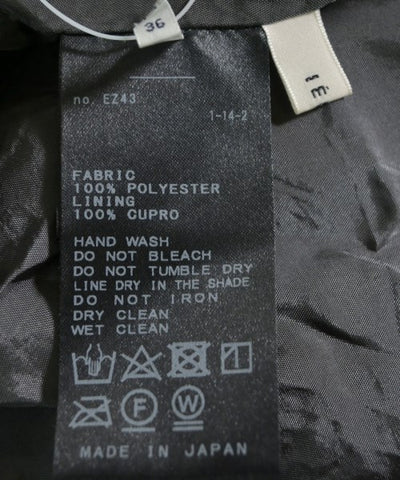 36
no. EZ43
1-14-2
FABRIC
100% POLYESTER
LINING
100% CUPRO
HAND WASH
DO NOT BLEACH
DO NOT TUMBLE DRY
LINE DRY IN THE SHADE
DO NOT IRON
DRY CLEAN
WET CLEAN
F W
MADE IN JAPAN